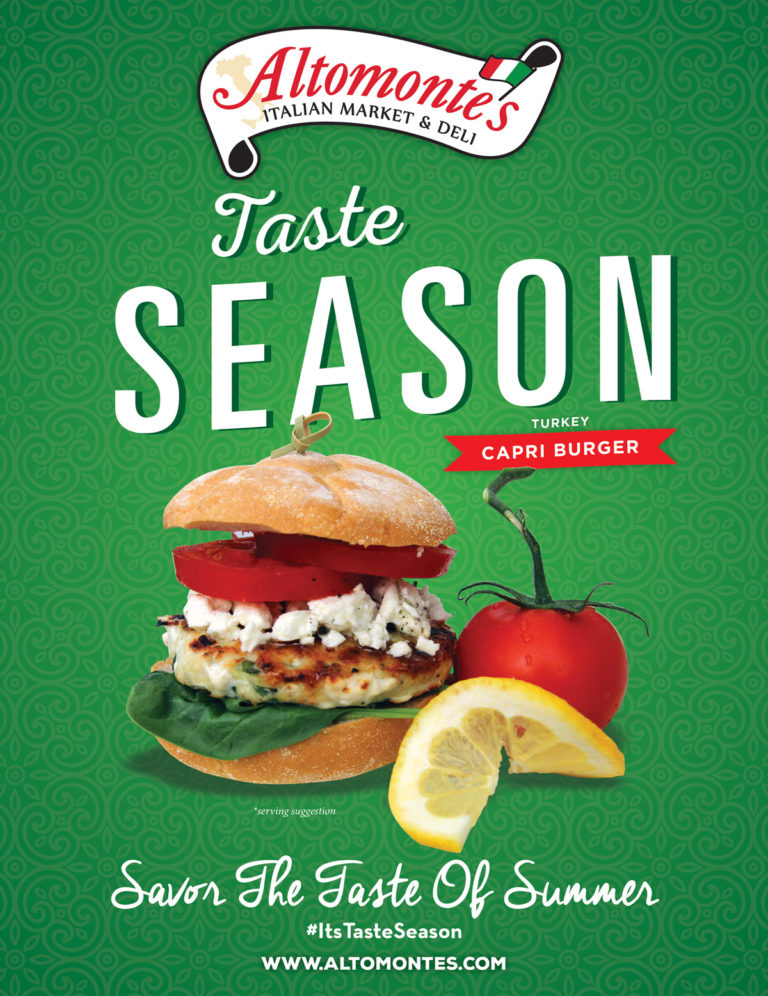 Altomonte's
ITALIAN MARKET & DELI
Taste
SEASON
TURKEY
CAPRI BURGER
*serving suggestion
Savor The Taste Of Summer
#ItsTasteSeason
WWW.ALTOMONTES.COM